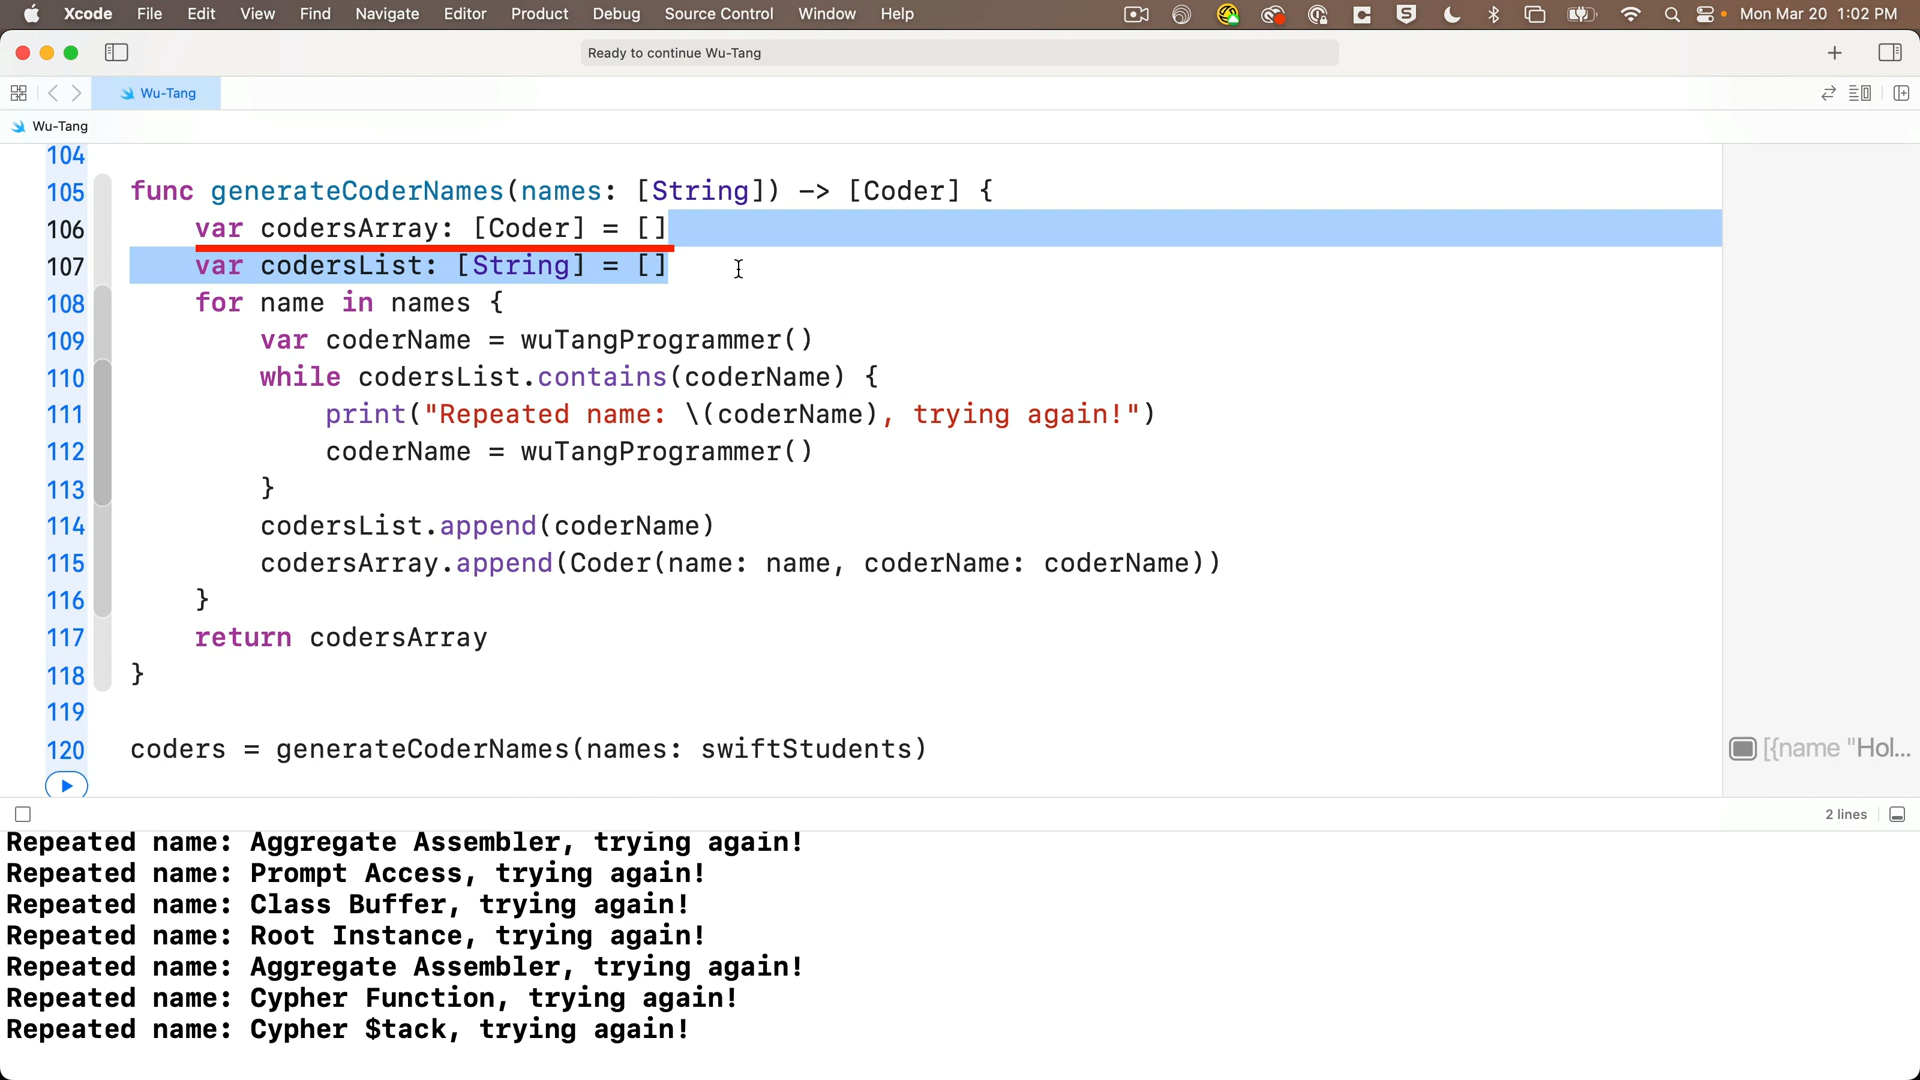 Xcode File Edit View Find Navigate Editor Product Debug Source Control Window Help Mon Mar 20 1:02 PM
Ready to continue Wu-Tang
Wu-Tang
Wu-Tang
104
105 func generateCoderNames(names: [String]) -> [Coder] {
106 var codersArray: [Coder] = []
107 var codersList: [String] = []
108 for name in names {
109 var coderName = wuTangProgrammer()
110 while codersList.contains(coderName) {
111 print("Repeated name: \(coderName), trying again!")
112 coderName = wuTangProgrammer()
113 }
114 codersList.append(coderName)
115 codersArray.append(Coder(name: name, coderName: coderName))
116 }
117 return codersArray
118 }
119
120 coders = generateCoderNames(names: swiftStudents) [{name "Hol...
2 lines
Repeated name: Aggregate Assembler, trying again!
Repeated name: Prompt Access, trying again!
Repeated name: Class Buffer, trying again!
Repeated name: Root Instance, trying again!
Repeated name: Aggregate Assembler, trying again!
Repeated name: Cypher Function, trying again!
Repeated name: Cypher $tack, trying again!